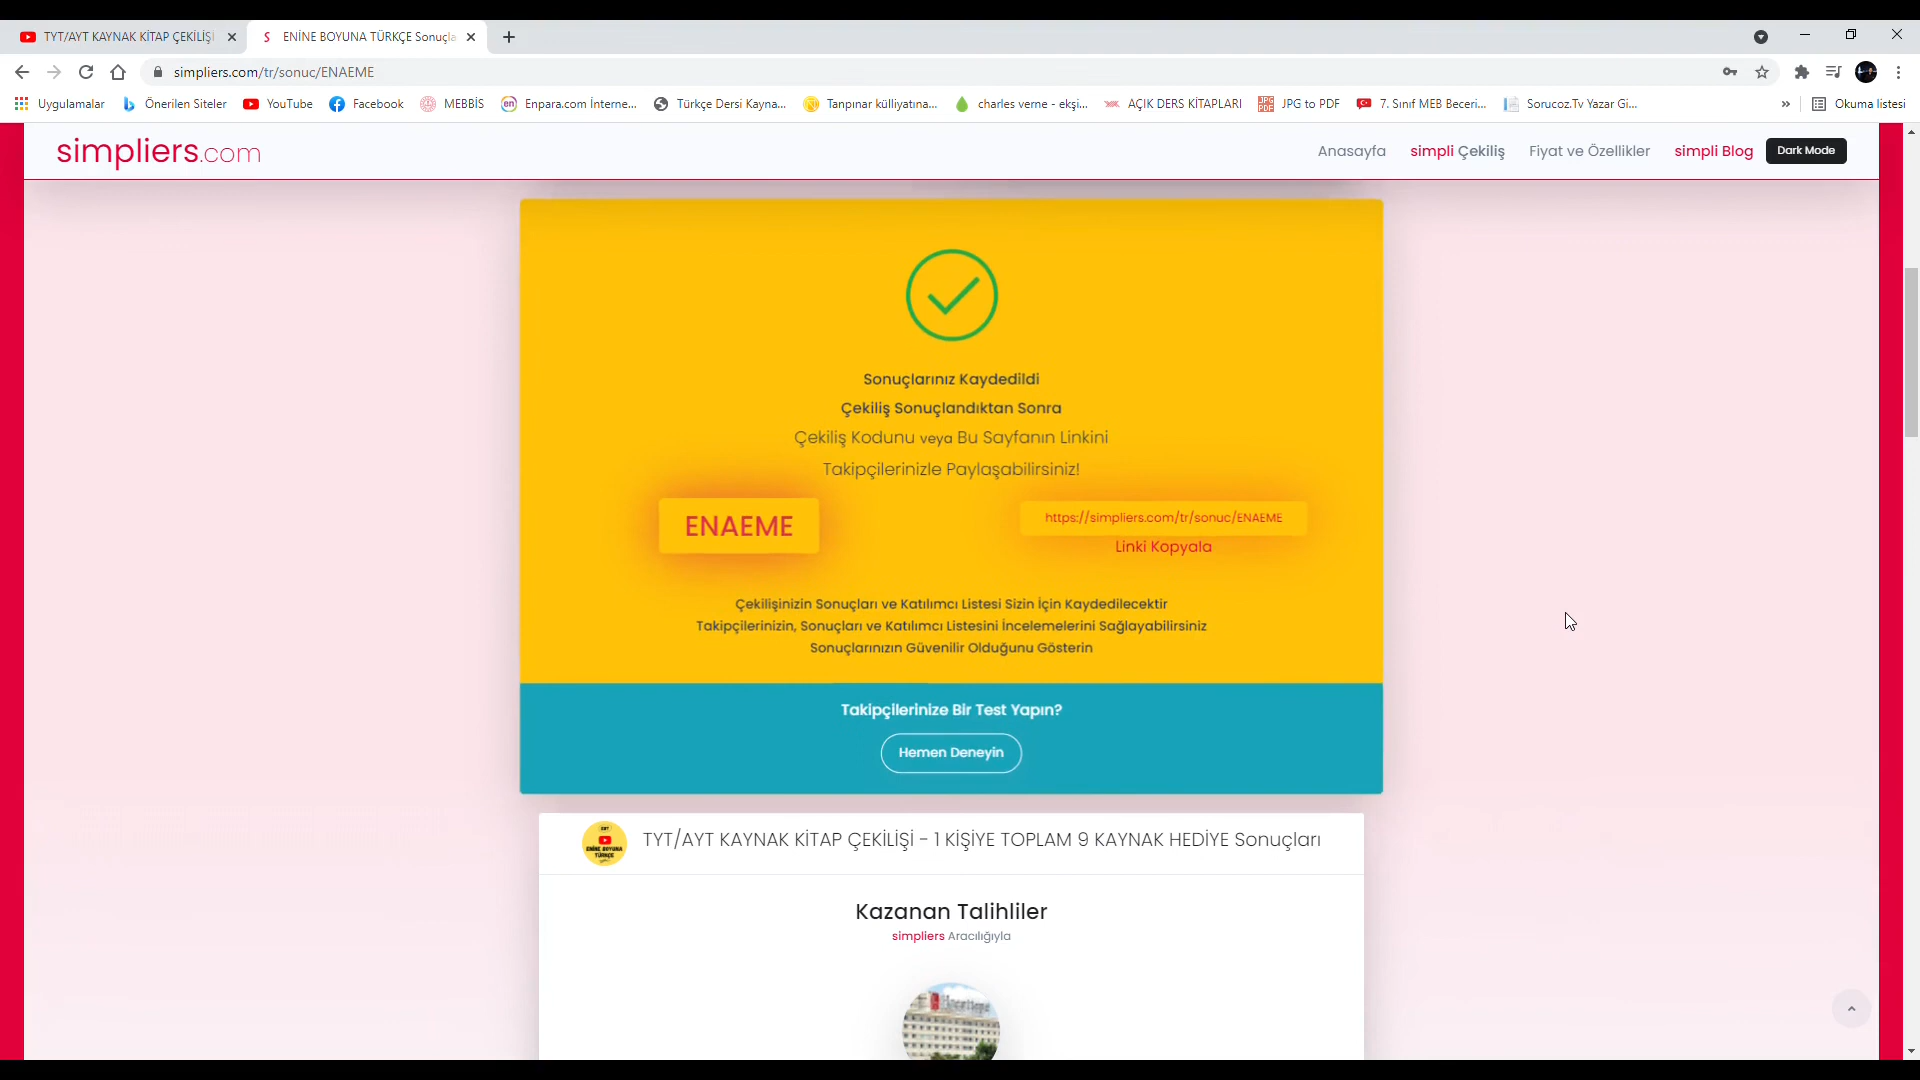 TYT/AYT KAYNAK KİTAP ÇEKİLİŞİ
ENİNE BOYUNA TÜRKÇE Sonuçla
simpliers.com/tr/sonuc/ENAEME
Uygulamalar
Önerilen Siteler
YouTube
Facebook
MEBBİS
Enpara.com İnterne...
Türkçe Dersi Kayna...
Tanpınar külliyatına...
charles verne - ekşi...
AÇIK DERS KİTAPLARI
JPG to PDF
7. Sınıf MEB Beceri...
Sorucoz.Tv Yazar Gi...
»
Okuma listesi
simpliers.com
Anasayfa
simpli Çekiliş
Fiyat ve Özellikler
simpli Blog
Dark Mode
Sonuçlarınız Kaydedildi
Çekiliş Sonuçlandıktan Sonra
Çekiliş Kodunu veya Bu Sayfanın Linkini
Takipçilerinizle Paylaşabilirsiniz!
ENAEME
https://simpliers.com/tr/sonuc/ENAEME
Linki Kopyala
Çekilişinizin Sonuçları ve Katılımcı Listesi Sizin İçin Kaydedilecektir
Takipçilerinizin, Sonuçları ve Katılımcı Listesini İncelemelerini Sağlayabilirsiniz
Sonuçlarınızın Güvenilir Olduğunu Gösterin
Takipçilerinize Bir Test Yapın?
Hemen Deneyin
ENİNE BOYUNA
TÜRKÇE
TYT/AYT KAYNAK KİTAP ÇEKİLİŞİ - 1 KİŞİYE TOPLAM 9 KAYNAK HEDİYE Sonuçları
Kazanan Talihliler
simpliers Aracılığıyla
Hacettepe